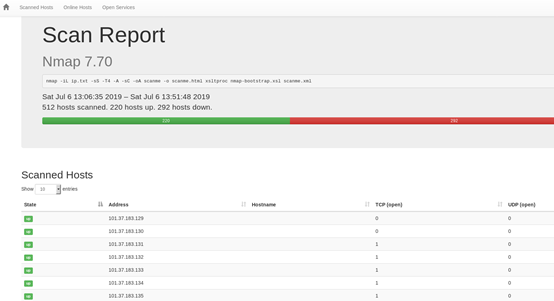 Scanned Hosts Online Hosts Open Services
Scan Report
Nmap 7.70
nmap -iL ip.txt -sS -T4 -A -sC -oA scanme -o scanme.html xsltproc nmap-bootstrap.xsl scanme.xml
Sat Jul 6 13:06:35 2019 – Sat Jul 6 13:51:48 2019
512 hosts scanned. 220 hosts up. 292 hosts down.
220 292
Scanned Hosts
Show 10 entries
State Address Hostname TCP (open) UDP (open)
up 101.37.183.129 0 0
up 101.37.183.130 0 0
up 101.37.183.131 1 0
up 101.37.183.132 1 0
up 101.37.183.133 1 0
up 101.37.183.134 1 0
up 101.37.183.135 1 0